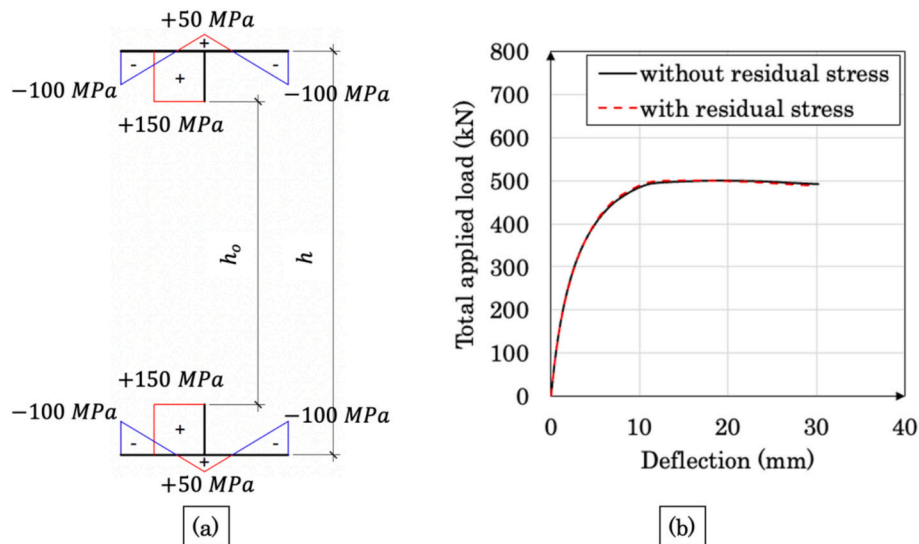 +50 MPa
+
-
+
-
−100 MPa
−100 MPa
+150 MPa
h₀
h
+150 MPa
−100 MPa
−100 MPa
+
-
-
+
+50 MPa
(a)
800
700
600
500
400
300
200
100
0
Total applied load (kN)
without residual stress
with residual stress
0
10
20
30
40
Deflection (mm)
(b)